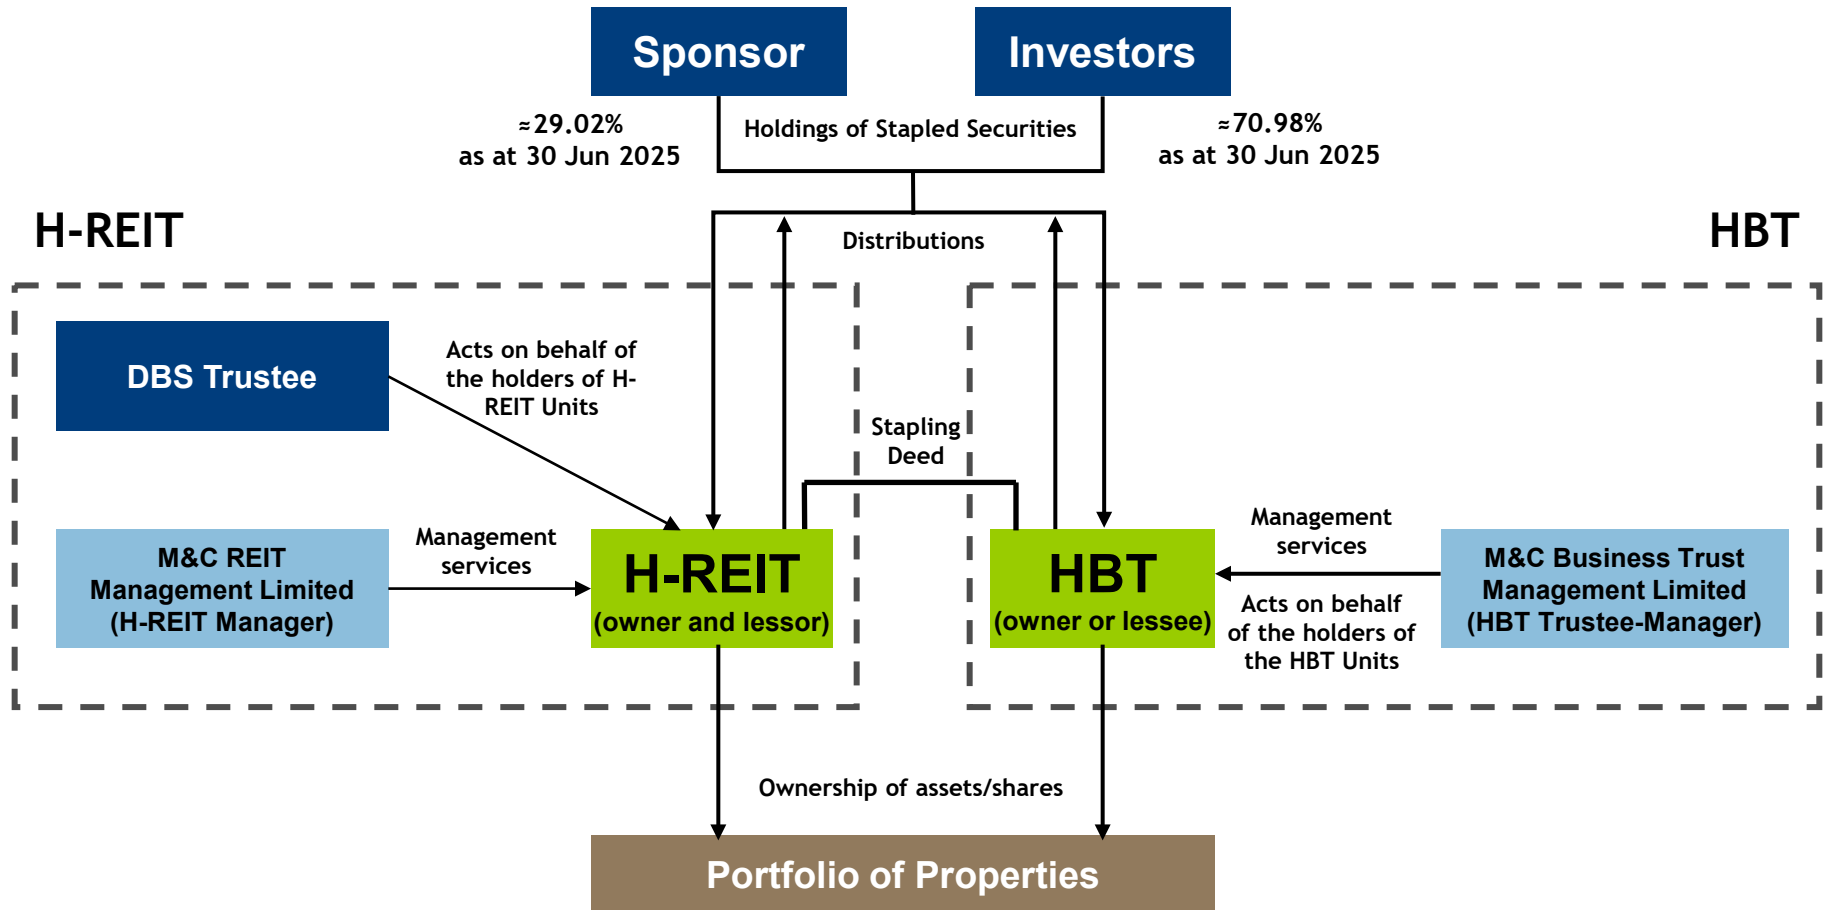 Sponsor
Investors
≈29.02%
as at 30 Jun 2025
Holdings of Stapled Securities
≈70.98%
as at 30 Jun 2025
H-REIT
HBT
Distributions
DBS Trustee
Acts on behalf of
the holders of H-
REIT Units
Stapling
Deed
M&C REIT
Management Limited
(H-REIT Manager)
Management
services
H-REIT
(owner and lessor)
HBT
(owner or lessee)
Management
services
Acts on behalf
of the holders of
the HBT Units
M&C Business Trust
Management Limited
(HBT Trustee-Manager)
Ownership of assets/shares
Portfolio of Properties